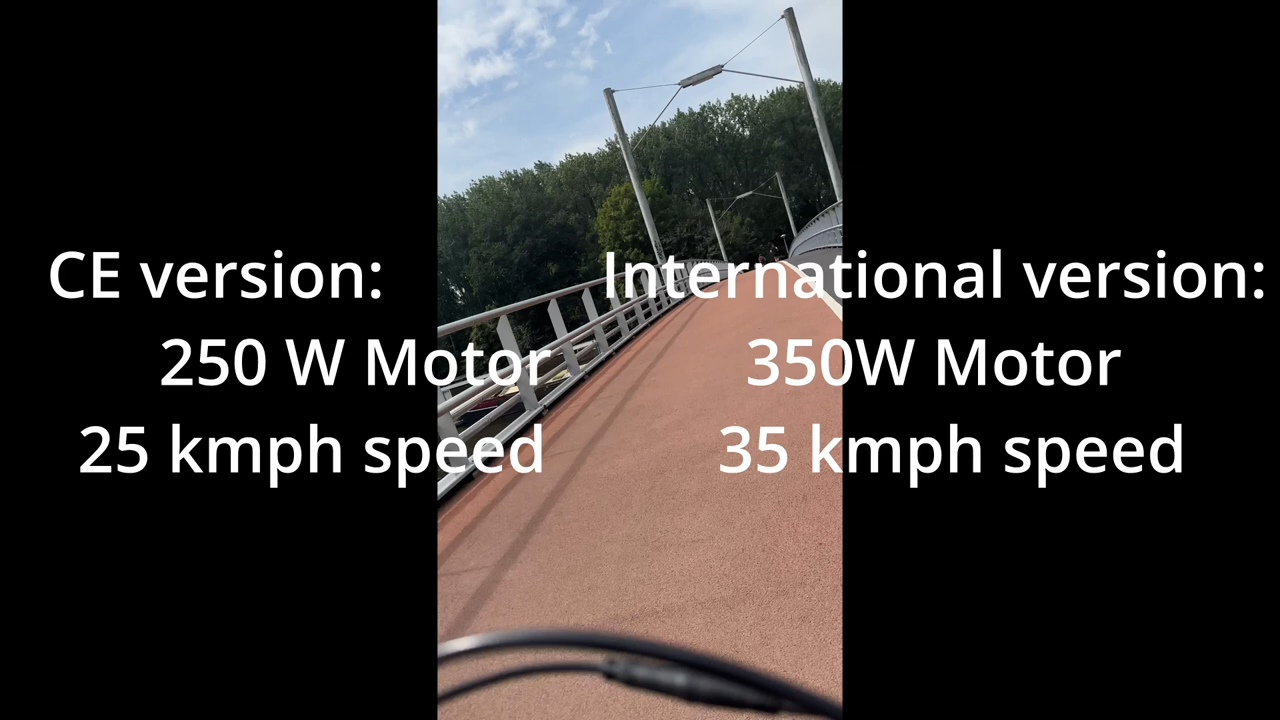 CE version:
250 W Motor
25 kmph speed
International version:
350W Motor
35 kmph speed